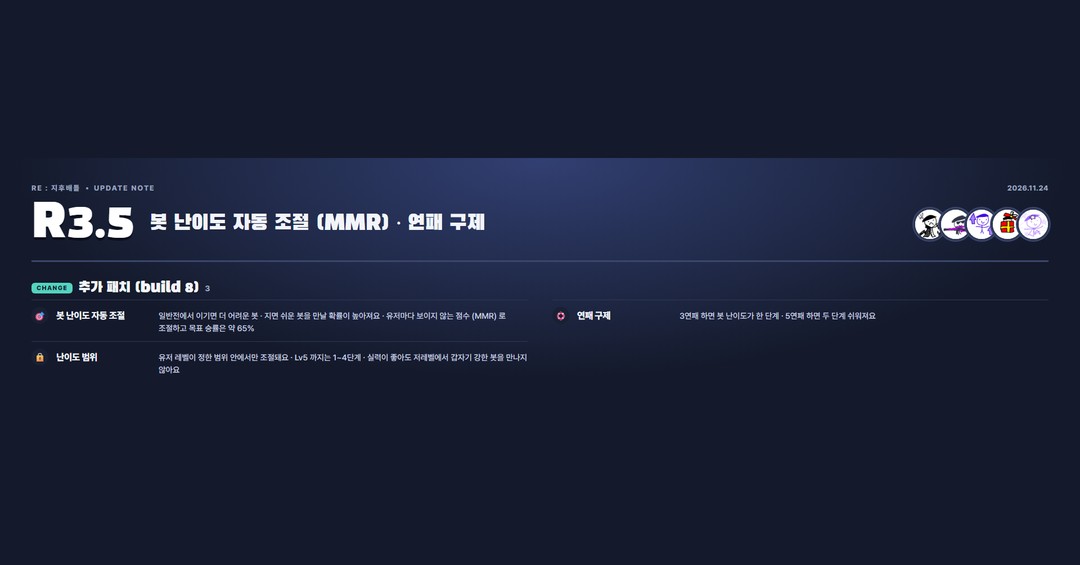 RE : 지후배틀 • UPDATE NOTE
2026.11.24
R3.5 봇 난이도 자동 조절 (MMR) · 연패 구제
CHANGE 추가 패치 (build 8) 3
봇 난이도 자동 조절
일반전에서 이기면 더 어려운 봇 · 지면 쉬운 봇을 만날 확률이 높아져요 · 유저마다 보이지 않는 점수 (MMR) 로
조절하고 목표 승률은 약 65%
연패 구제
3연패 하면 봇 난이도가 한 단계 · 5연패 하면 두 단계 쉬워져요
난이도 범위
유저 레벨이 정한 범위 안에서만 조절돼요 · Lv5 까지는 1~4단계 · 실력이 좋아도 저레벨에서 갑자기 강한 봇을 만나지
않아요